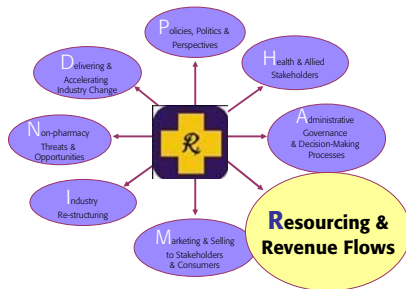 Policies, Politics &
Perspectives
Health & Allied
Stakeholders
Administrative
Governance
& Decision-Making
Processes
Resourcing &
Revenue Flows
Marketing & Selling
to Stakeholders
& Consumers
Industry
Re-structuring
Non-pharmacy
Threats &
Opportunities
Delivering &
Accelerating
Industry Change
R